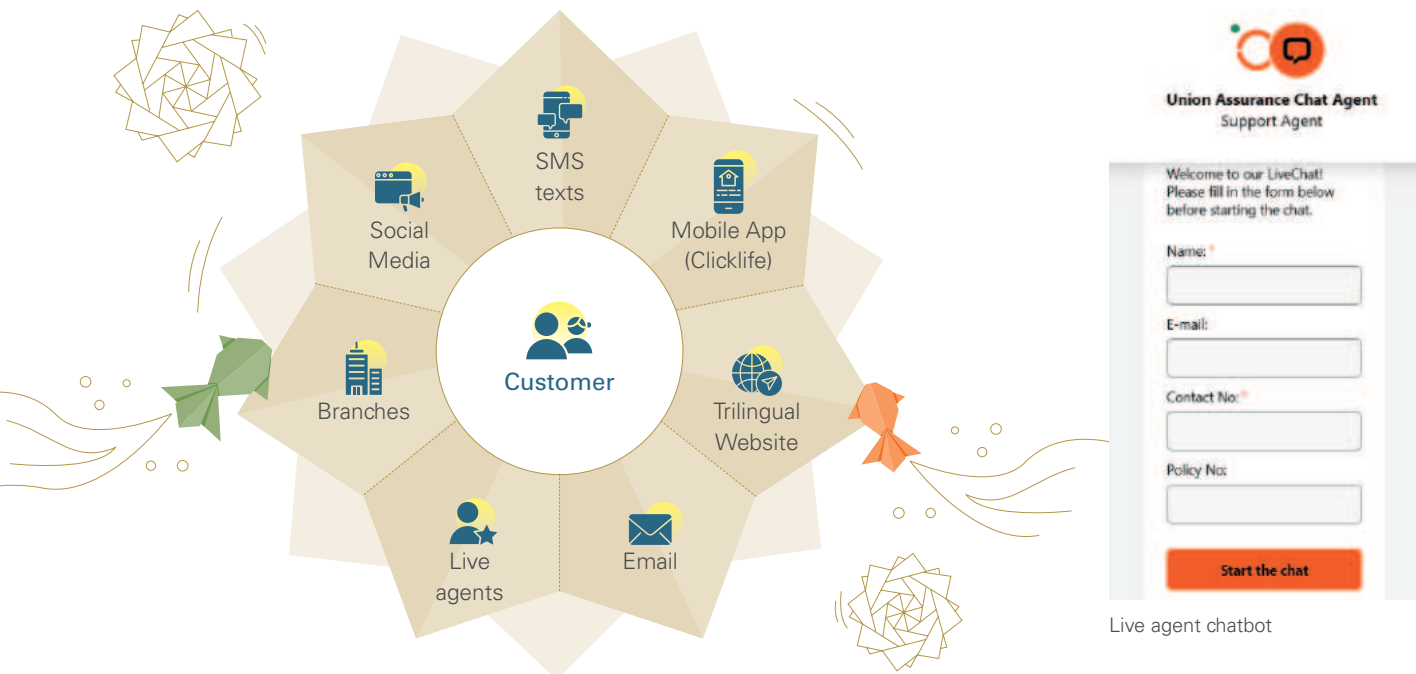 SMS
texts
Mobile App
(Clicklife)
Trilingual
Website
Email
Live
agents
Branches
Social
Media
Customer
Union Assurance Chat Agent
Support Agent
Welcome to our LiveChat!
Please fill in the form below
before starting the chat.
Name: *
E-mail:
Contact No: *
Policy No:
Start the chat
Live agent chatbot